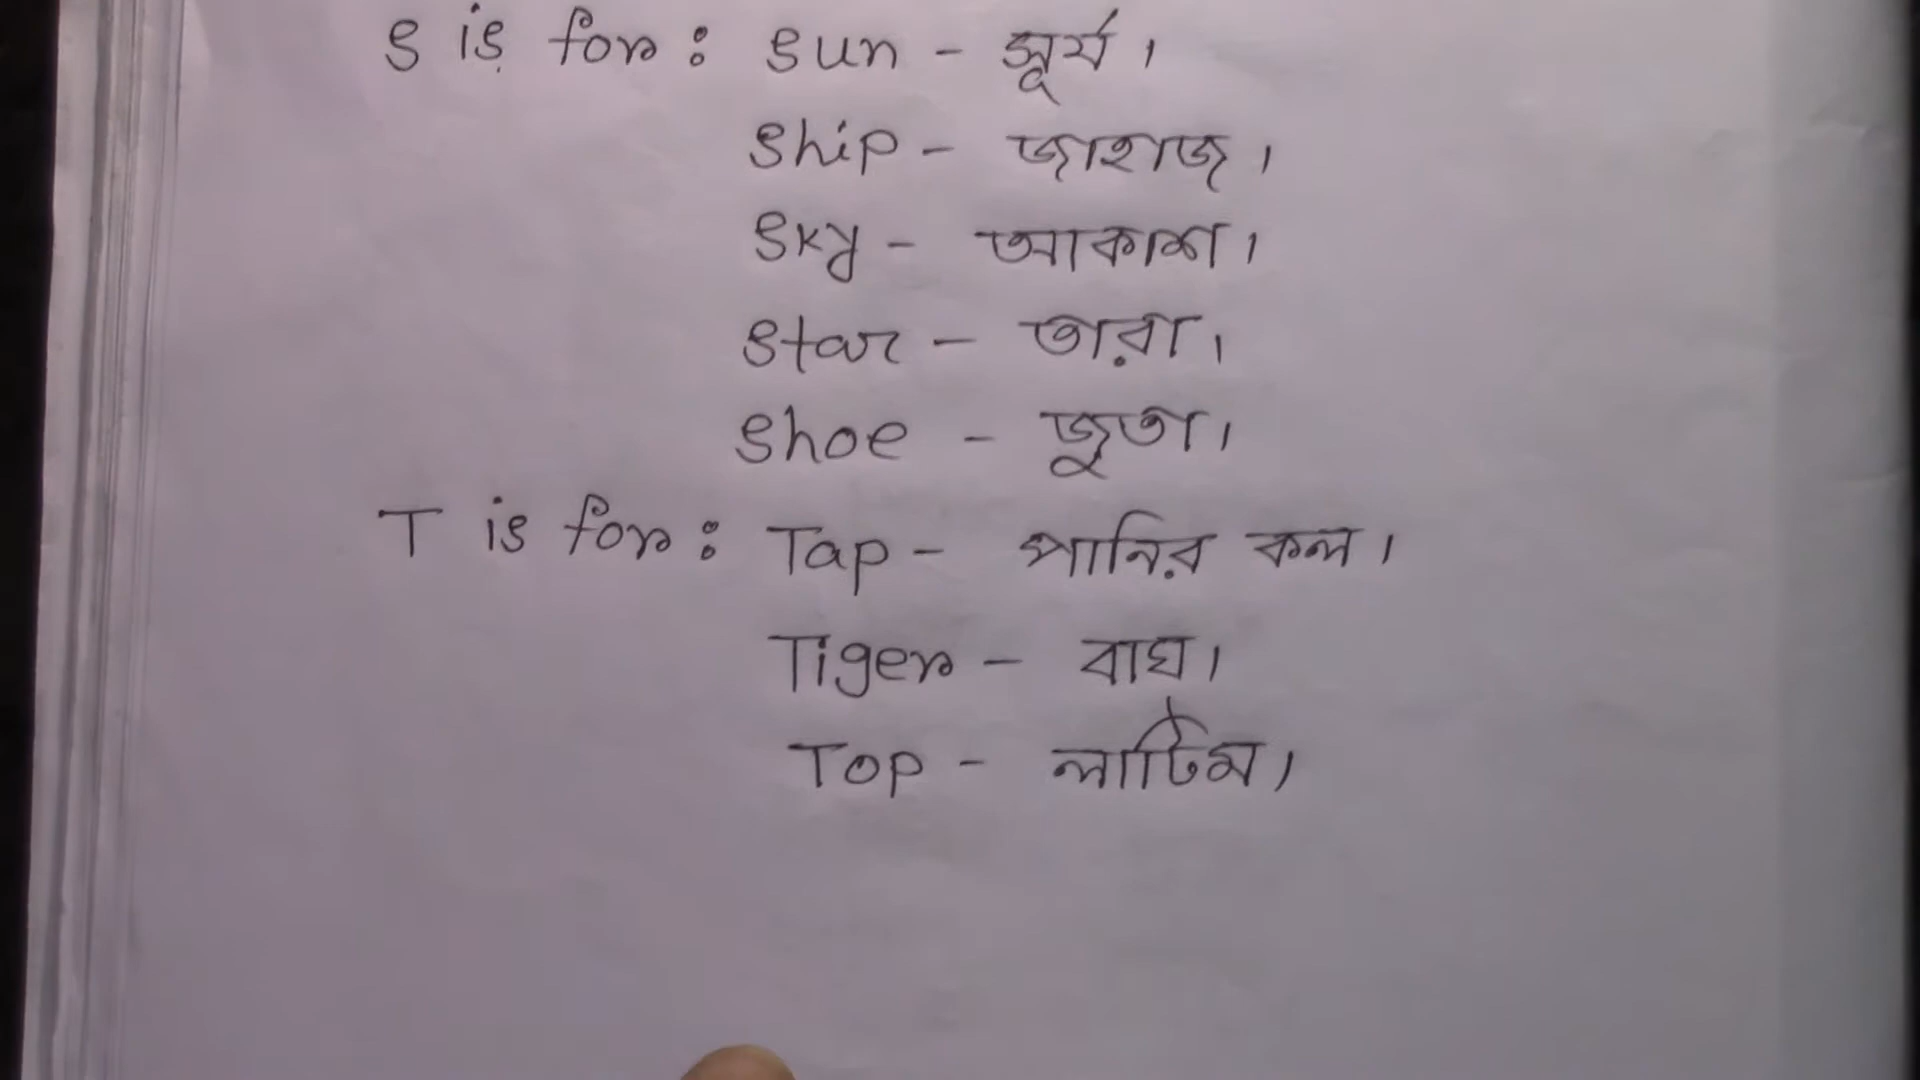 S is for : sun - সূর্য।
Ship - জাহাজ।
Sky - আকাশ।
Star - তারা।
Shoe - জুতা।
T is for : Tap - পানির কল।
Tiger - বাঘ।
Top - লাটিম।